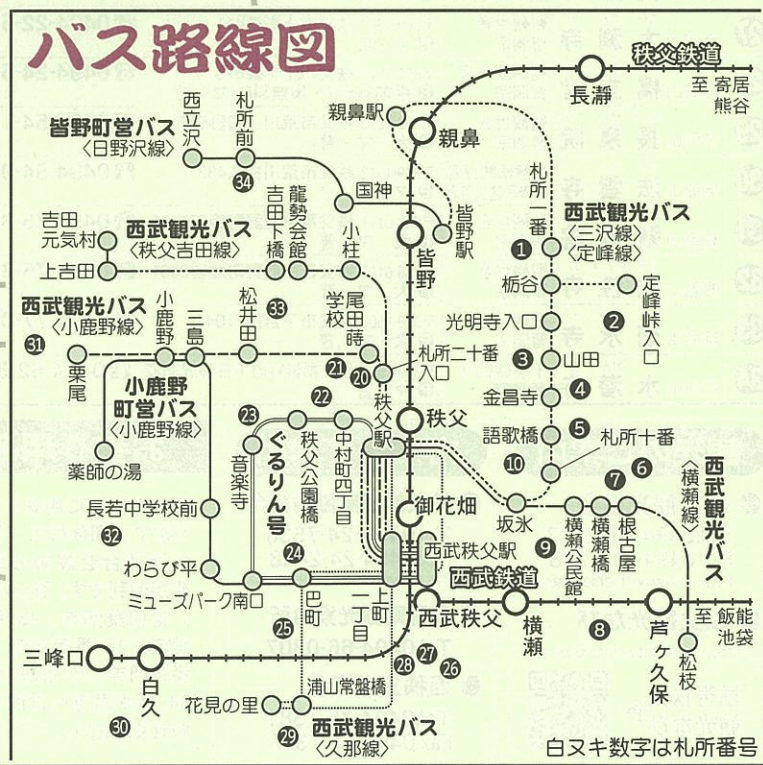 バス路線図
秩父鉄道
至 寄居
熊谷
長瀞
親鼻駅
親鼻
札所一番
西立沢
札所前
皆野町営バス
〈日野沢線〉
㉞
国神
皆野駅
皆野
吉田
元気村
上吉田
西武観光バス
〈秩父吉田線〉
吉田下橋
龍勢会館
小柱
㉝
西武観光バス
〈三沢線〉
〈定峰線〉
❶
栃谷
定峰峠
入口
❷
光明寺入口
❸
山田
❹
金昌寺
❺
語歌橋
札所十番
❿
西武観光バス
〈小鹿野線〉
㉛
栗尾
小鹿野
三島
松井田
尾田蒔
学校
㉑
⓴
札所二十番
入口
小鹿野
町営バス
〈小鹿野線〉
薬師の湯
㉒
㉓
音楽寺
ぐるりん号
秩父公園橋
中村町四丁目
秩父駅
秩父
御花畑
西武秩父駅
坂氷
❾
横瀬公民館
横瀬橋
根古屋
❼
❻
西武観光バス
〈横瀬線〉
松枝
長若中学校前
㉜
わらび平
ミューズパーク南口
㉔
巴町
㉕
上町
一丁目
西武鉄道
西武秩父
横瀬
❽
芦ヶ久保
至 飯能
池袋
㉘
㉗
㉖
三峰口
白久
㉚
浦山常盤橋
花見の里
㉙
西武観光バス
〈久那線〉
白ヌキ数字は札所番号